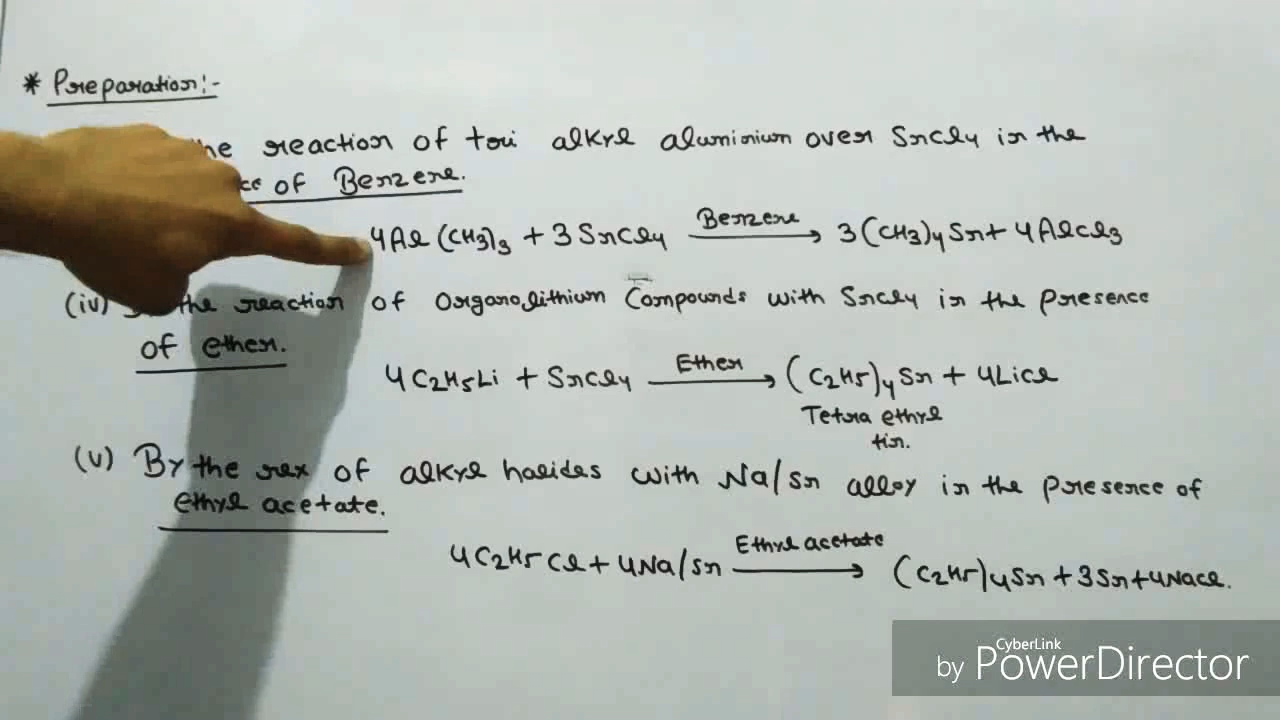 * Preparation:-
the reaction of tri alkyl aluminium over SnCl4 in the
of Benzene.
4Al(CH3)3 + 3SnCl4 Benzene → 3(CH3)4Sn + 4AlCl3
(iv) the reaction of Organolithium Compounds with SnCl4 in the presence
of ether.
4C2H5Li + SnCl4 Ether → (C2H5)4Sn + 4LiCl
Tetra ethyl
tin.
(v) By the rex of alkyl halides with Na/Sn alloy in the presence of
ethyl acetate.
4C2H5Cl + 4Na/Sn Ethyl acetate → (C2H5)4Sn + 3Sn + 4NaCl.
CyberLink
by PowerDirector